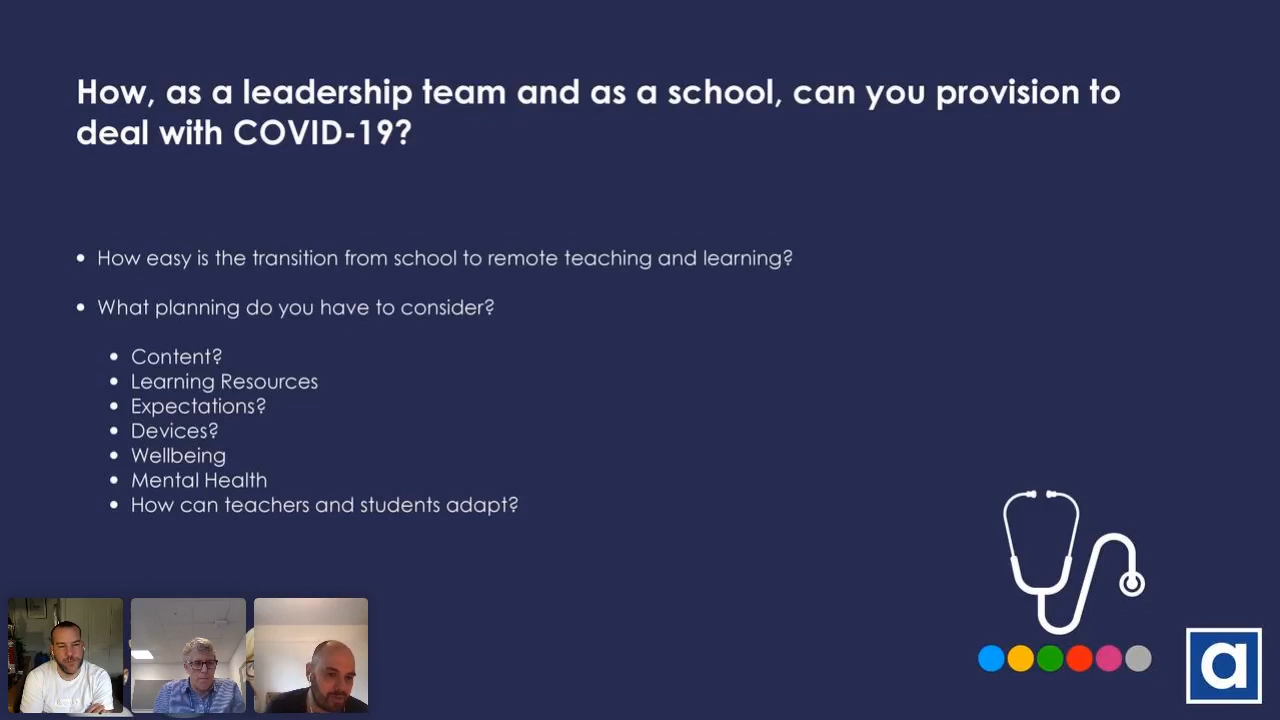 How, as a leadership team and as a school, can you provision to
deal with COVID-19?
• How easy is the transition from school to remote teaching and learning?
• What planning do you have to consider?
• Content?
• Learning Resources
• Expectations?
• Devices?
• Wellbeing
• Mental Health
• How can teachers and students adapt?
a